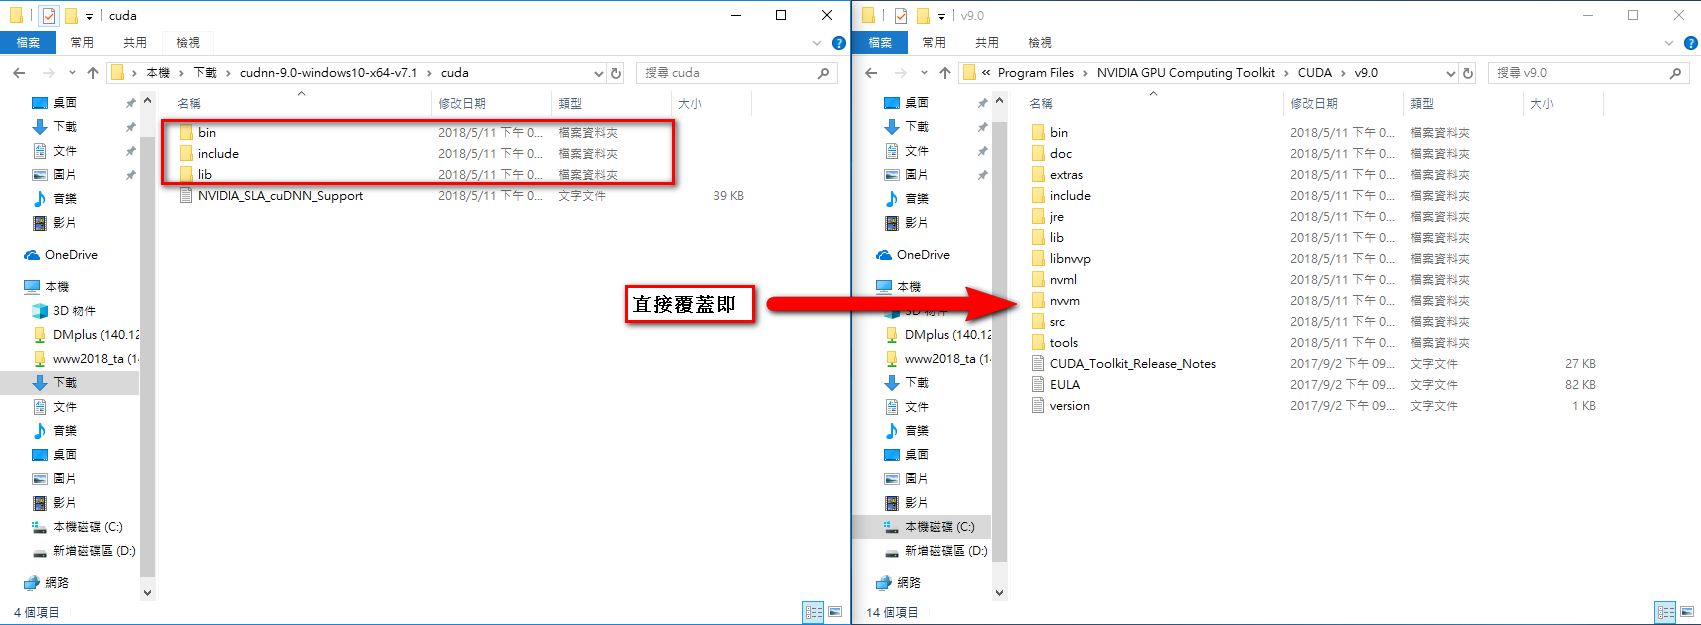 cuda
檔案 常用 共用 檢視
本機 › 下載 › cudnn-9.0-windows10-x64-v7.1 › cuda
搜尋 cuda
桌面
下載
文件
圖片
音樂
影片
OneDrive
本機
3D 物件
DMplus (140.12
www2018_ta (14
下載
文件
音樂
桌面
圖片
影片
本機磁碟 (C:)
新增磁碟區 (D:)
網路
名稱 修改日期 類型 大小
bin 2018/5/11 下午 0... 檔案資料夾
include 2018/5/11 下午 0... 檔案資料夾
lib 2018/5/11 下午 0... 檔案資料夾
NVIDIA_SLA_cuDNN_Support 2018/5/11 下午 0... 文字文件 39 KB
4 個項目
直接覆蓋即
v9.0
檔案 常用 共用 檢視
« Program Files › NVIDIA GPU Computing Toolkit › CUDA › v9.0
搜尋 v9.0
桌面
下載
文件
圖片
音樂
影片
OneDrive
本機
3D 物件
DMplus (140.12
www2018_ta (14
下載
文件
音樂
桌面
圖片
影片
本機磁碟 (C:)
新增磁碟區 (D:)
網路
名稱 修改日期 類型 大小
bin 2018/5/11 下午 0... 檔案資料夾
doc 2018/5/11 下午 0... 檔案資料夾
extras 2018/5/11 下午 0... 檔案資料夾
include 2018/5/11 下午 0... 檔案資料夾
jre 2018/5/11 下午 0... 檔案資料夾
lib 2018/5/11 下午 0... 檔案資料夾
libnvvp 2018/5/11 下午 0... 檔案資料夾
nvml 2018/5/11 下午 0... 檔案資料夾
nvvm 2018/5/11 下午 0... 檔案資料夾
src 2018/5/11 下午 0... 檔案資料夾
tools 2018/5/11 下午 0... 檔案資料夾
CUDA_Toolkit_Release_Notes 2017/9/2 下午 09... 文字文件 27 KB
EULA 2017/9/2 下午 09... 文字文件 82 KB
version 2017/9/2 下午 09... 文字文件 1 KB
14 個項目